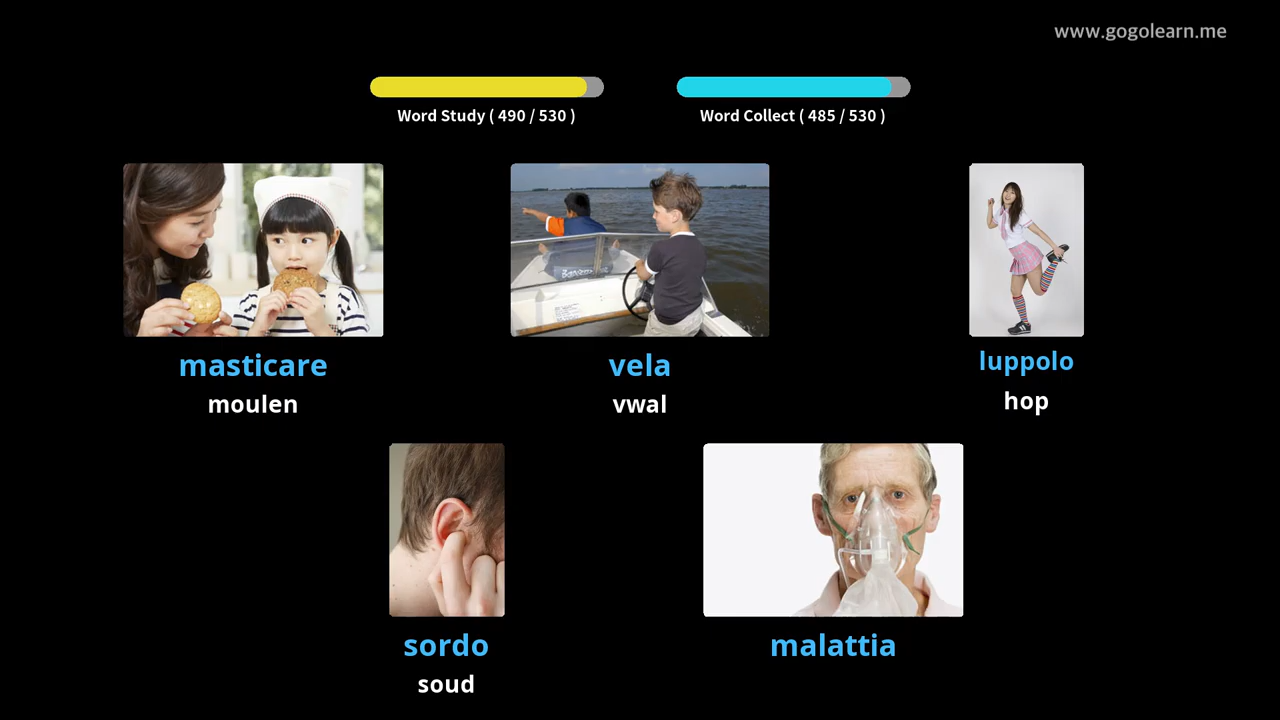 www.gogolearn.me
Word Study ( 490 / 530 )
Word Collect ( 485 / 530 )
masticare
moulen
vela
vwal
luppolo
hop
sordo
soud
malattia